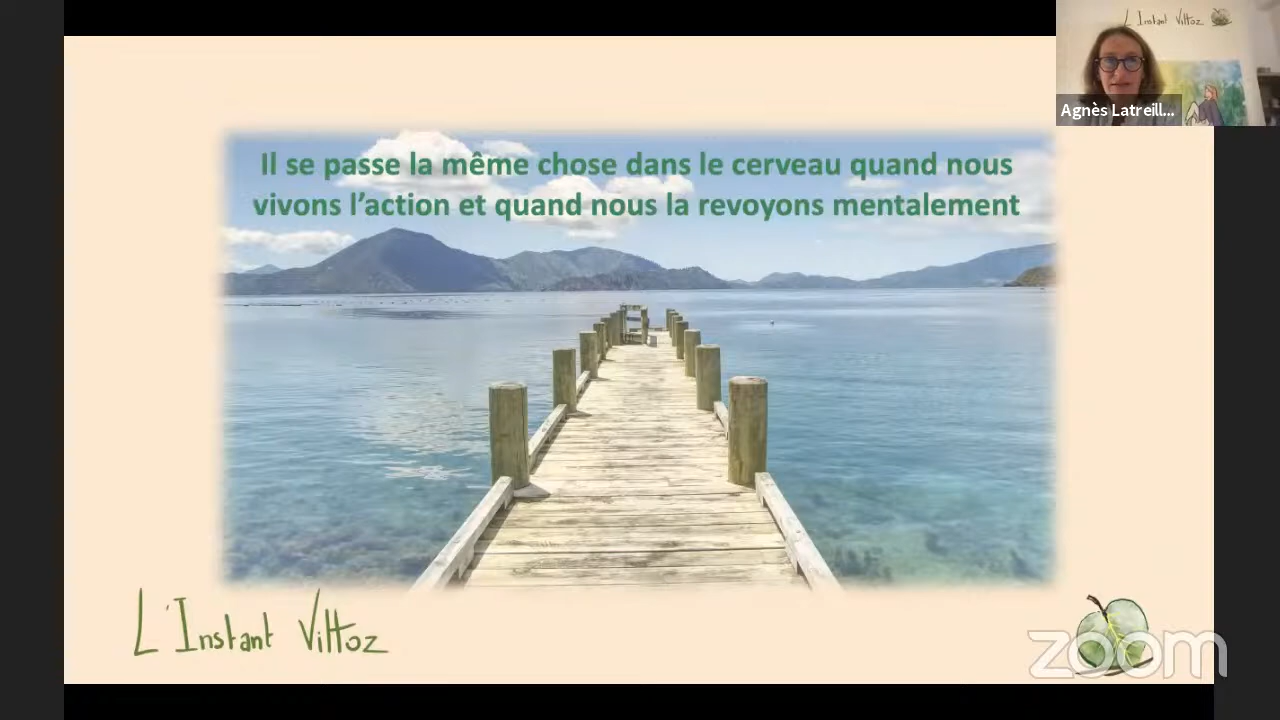 L'Instant Vittoz
Agnès Latreill...
Il se passe la même chose dans le cerveau quand nous
vivons l'action et quand nous la revoyons mentalement
L'Instant Vittoz
zoom